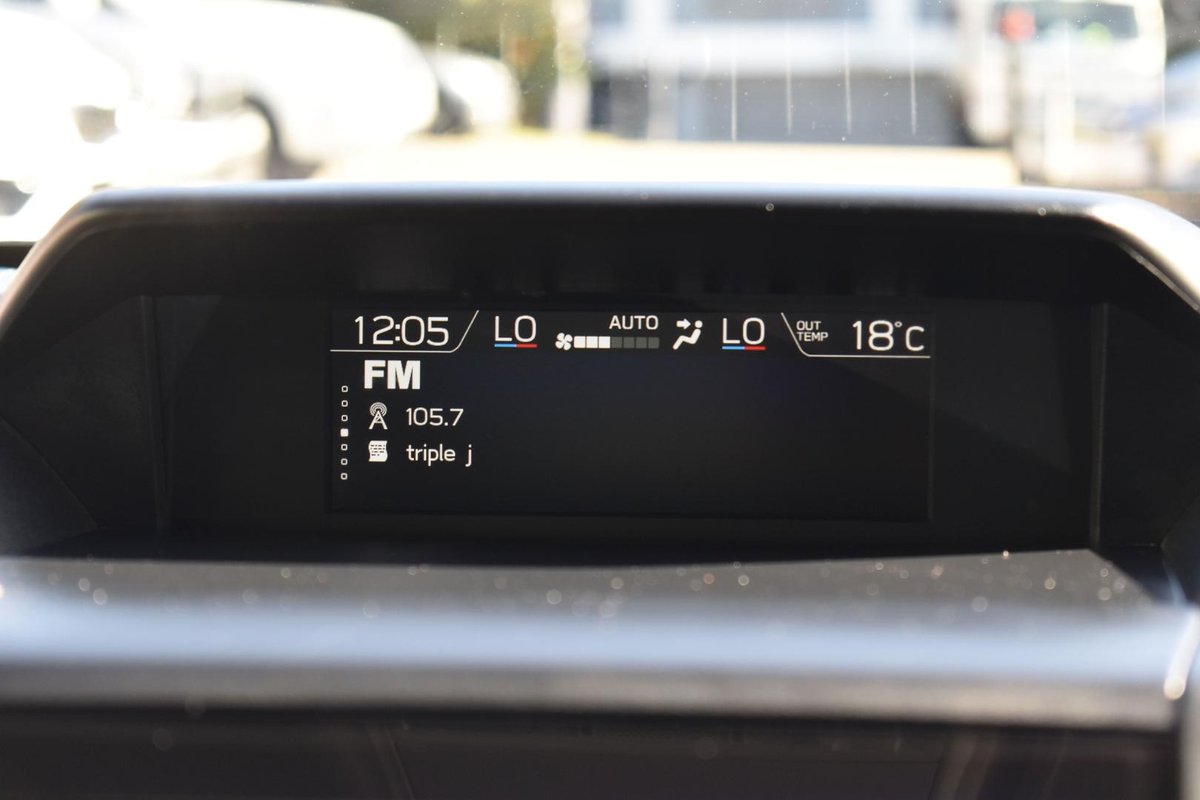 12:05 LO AUTO LO OUT TEMP 18°C
FM
105.7
triple j